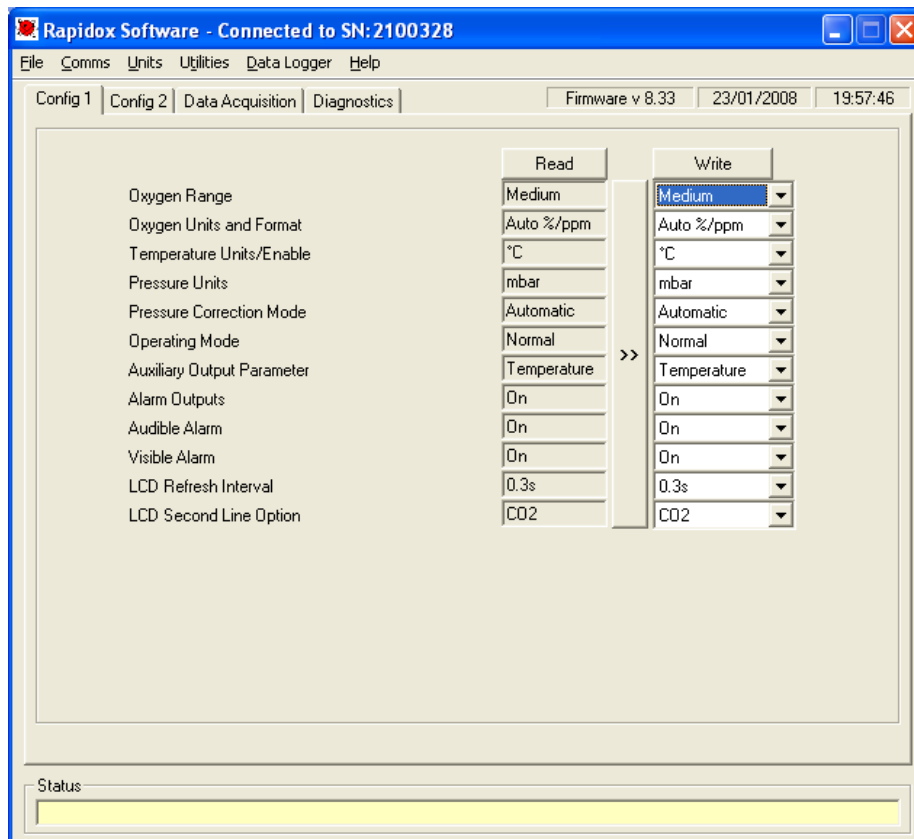 Rapidox Software - Connected to SN:2100328
File Comms Units Utilities Data Logger Help
Config 1 Config 2 Data Acquisition Diagnostics Firmware v 8.33 23/01/2008 19:57:46
Read Write
Oxygen Range Medium Medium
Oxygen Units and Format Auto %/ppm Auto %/ppm
Temperature Units/Enable °C °C
Pressure Units mbar mbar
Pressure Correction Mode Automatic Automatic
Operating Mode Normal Normal
>>
Auxiliary Output Parameter Temperature Temperature
Alarm Outputs On On
Audible Alarm On On
Visible Alarm On On
LCD Refresh Interval 0.3s 0.3s
LCD Second Line Option CO2 CO2
Status